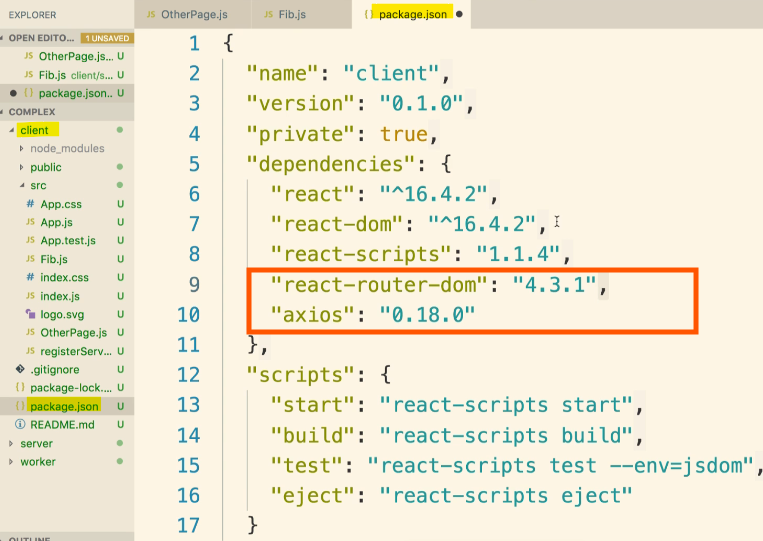 EXPLORER
JS OtherPage.js
JS Fib.js
{ } package.json
OPEN EDITO... 1 UNSAVED
JS OtherPage.js... U
JS Fib.js client/s... U
{ } package.json.. U
COMPLEX
client
node_modules
public
src
# App.css U
JS App.js U
JS App.test.js U
JS Fib.js U
# index.css U
JS index.js U
logo.svg U
JS OtherPage.js U
JS registerServ... U
.gitignore U
{ } package-lock.... U
{ } package.json U
README.md U
server
worker
OUTLINE
1 {
2 "name": "client",
3 "version": "0.1.0",
4 "private": true,
5 "dependencies": {
6 "react": "^16.4.2",
7 "react-dom": "^16.4.2",
8 "react-scripts": "1.1.4",
9 "react-router-dom": "4.3.1",
10 "axios": "0.18.0"
11 },
12 "scripts": {
13 "start": "react-scripts start",
14 "build": "react-scripts build",
15 "test": "react-scripts test --env=jsdom",
16 "eject": "react-scripts eject"
17 }